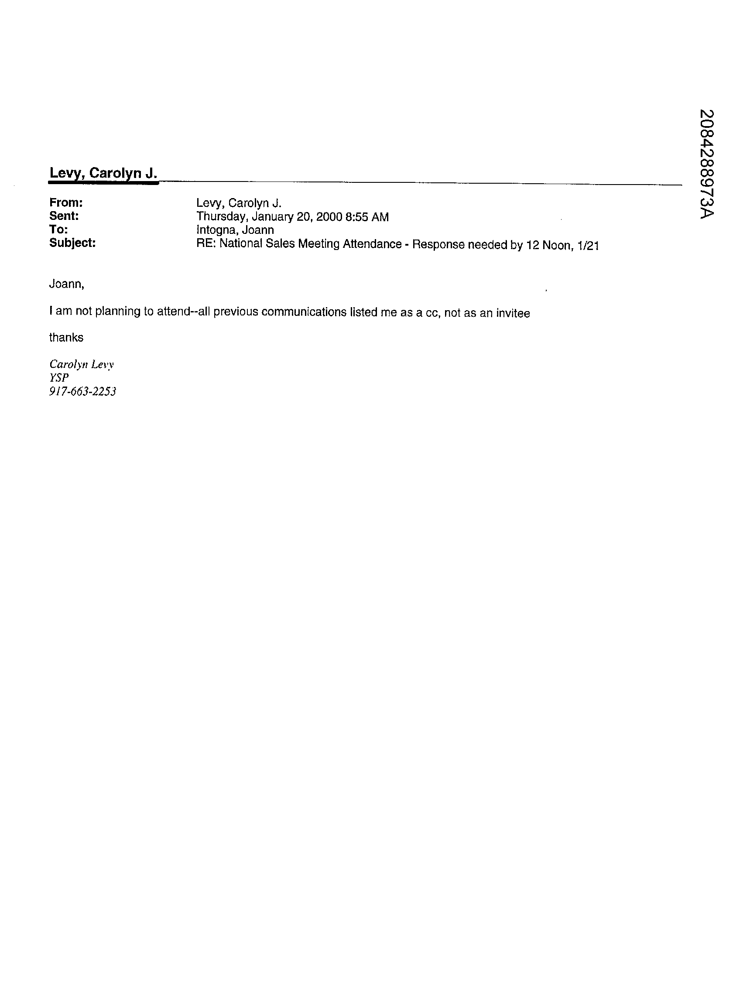 2084288973A
Levy, Carolyn J.
From: Levy, Carolyn J.
Sent: Thursday, January 20, 2000 8:55 AM
To: Intogna, Joann
Subject: RE: National Sales Meeting Attendance - Response needed by 12 Noon, 1/21
Joann,
I am not planning to attend--all previous communications listed me as a cc, not as an invitee
thanks
Carolyn Levy
YSP
917-663-2253